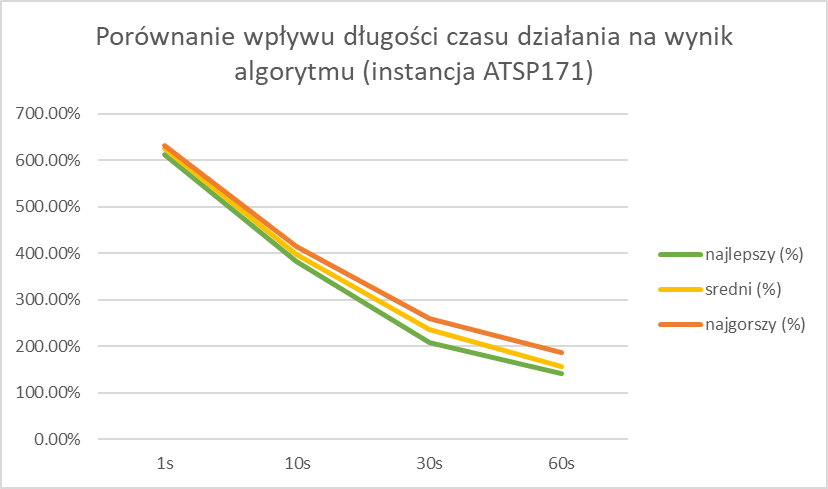 Porównanie wpływu długości czasu działania na wynik
algorytmu (instancja ATSP171)
700.00%
600.00%
500.00%
400.00%
300.00%
200.00%
100.00%
0.00%
1s
10s
30s
60s
najlepszy (%)
sredni (%)
najgorszy (%)